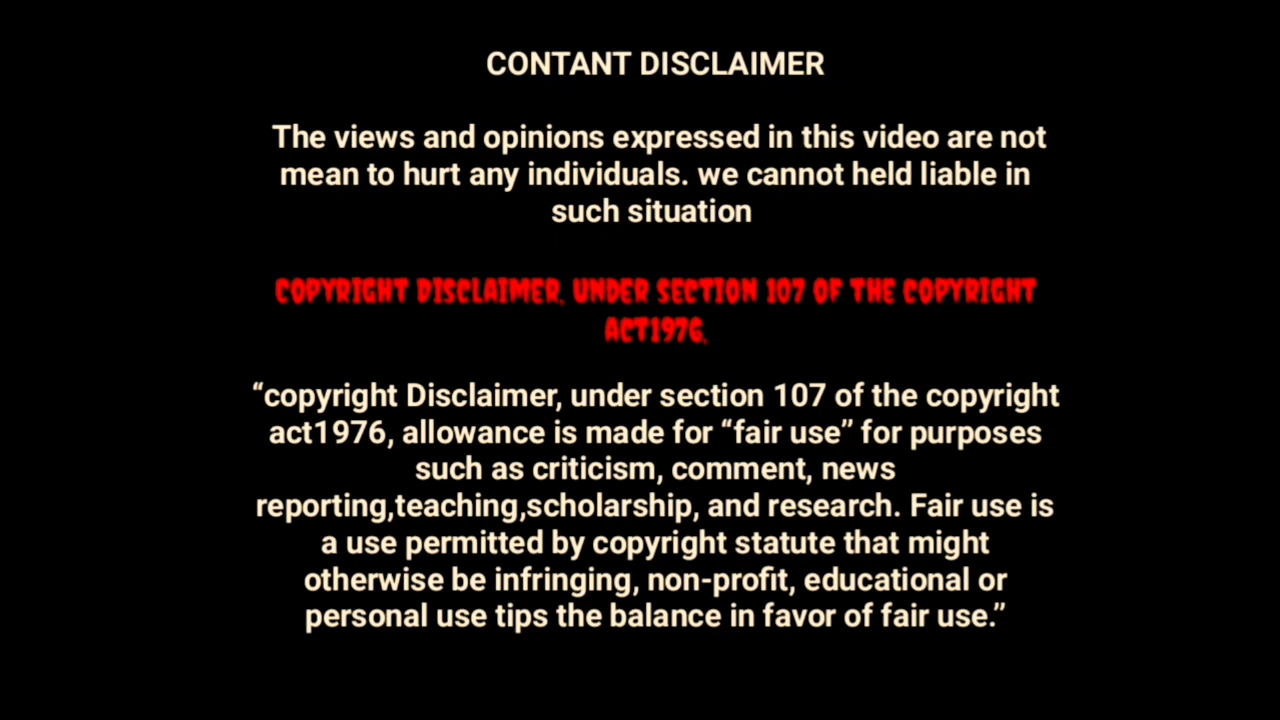 CONTANT DISCLAIMER
The views and opinions expressed in this video are not
mean to hurt any individuals. we cannot held liable in
such situation
COPYRIGHT DISCLAIMER, UNDER SECTION 107 OF THE COPYRIGHT
ACT1976,
“copyright Disclaimer, under section 107 of the copyright
act1976, allowance is made for “fair use” for purposes
such as criticism, comment, news
reporting,teaching,scholarship, and research. Fair use is
a use permitted by copyright statute that might
otherwise be infringing, non-profit, educational or
personal use tips the balance in favor of fair use.”